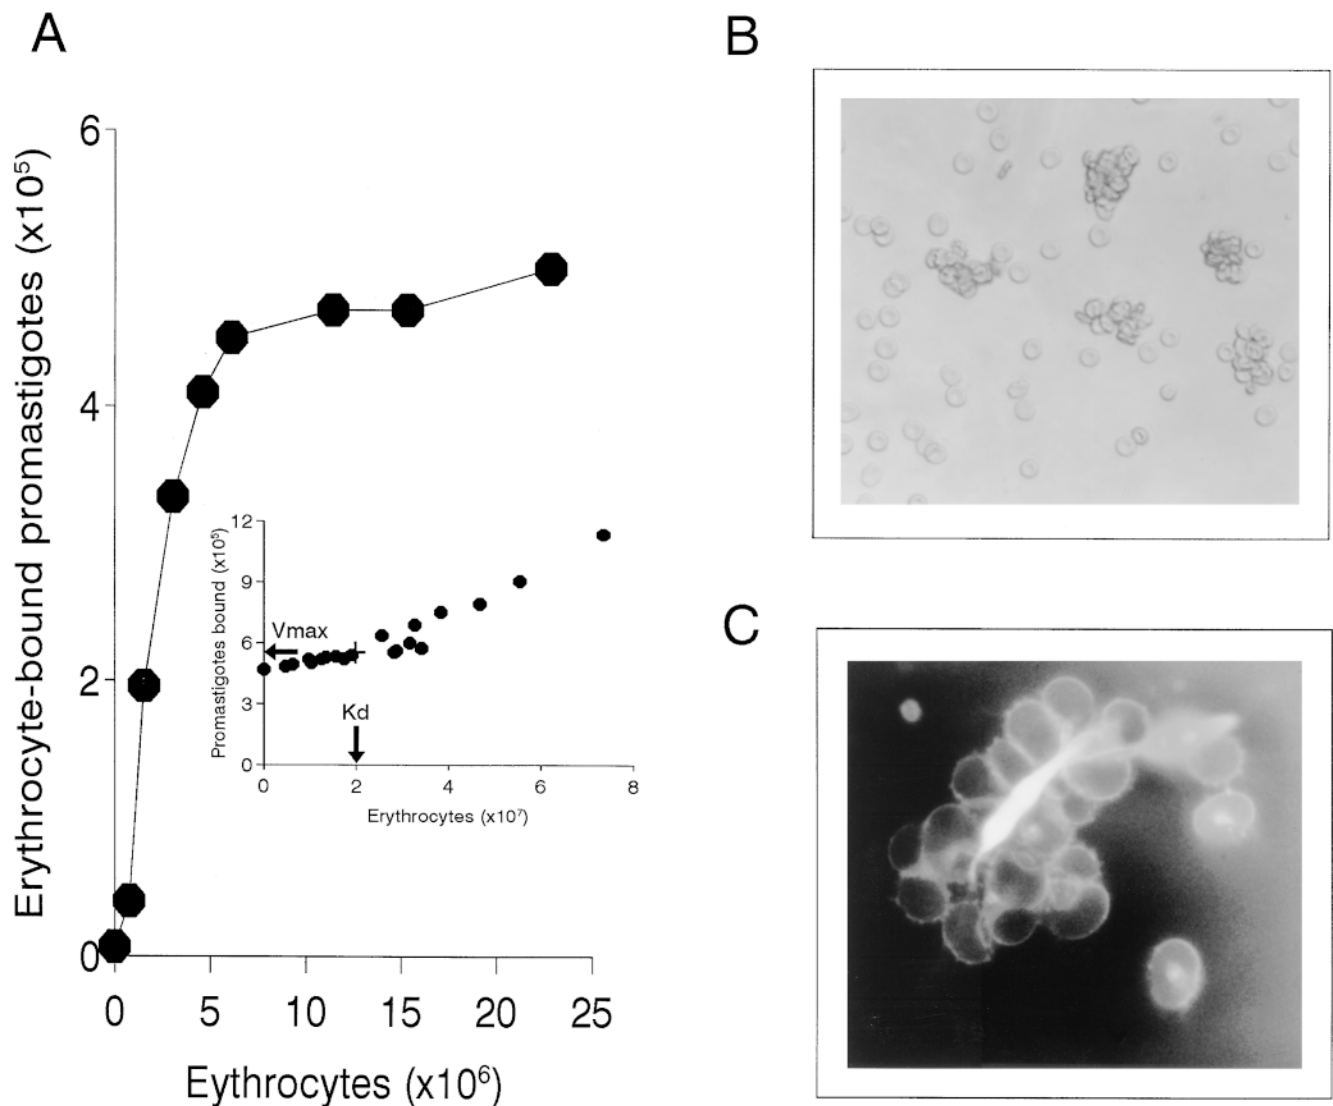 A
Erythrocyte-bound promastigotes (x10⁵)
6
4
2
0
0 5 10 15 20 25
Eythrocytes (x10⁶)
Promastigotes bound (x10⁵)
12
9
6
3
0
Vmax
Kd
0 2 4 6 8
Erythrocytes (x10⁷)
B
C